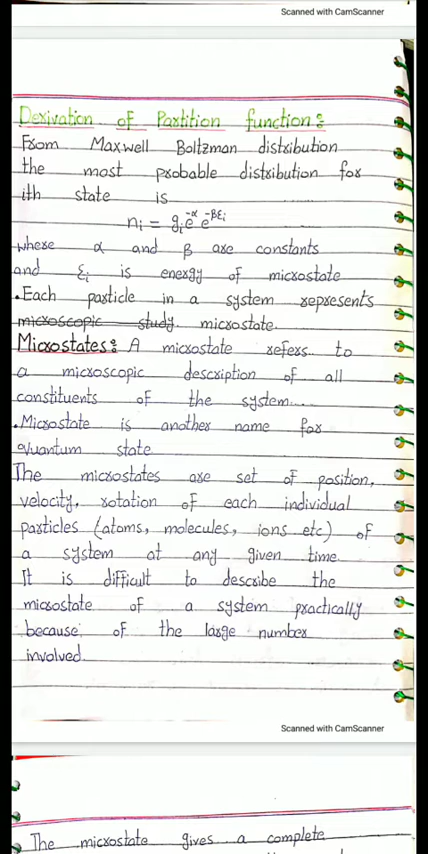 Scanned with CamScanner
Derivation of Partition function:
From Maxwell Boltzman distribution
the most probable distribution for
ith state is
nᵢ = gᵢe^-α e^-βεᵢ
where α and β are constants
and εᵢ is energy of microstate
.Each particle in a system represents
microscopic study microstate.
Microstates: A microstate refers to
a microscopic description of all
constituents of the system...
.Microstate is another name for
quantum state
The microstates are set of position,
velocity, rotation of each individual
particles (atoms, molecules, ions etc) of
a system at any given time.
It is difficult to describe the
microstate of a system practically
because of the large number
involved.
Scanned with CamScanner
The microstate gives a complete